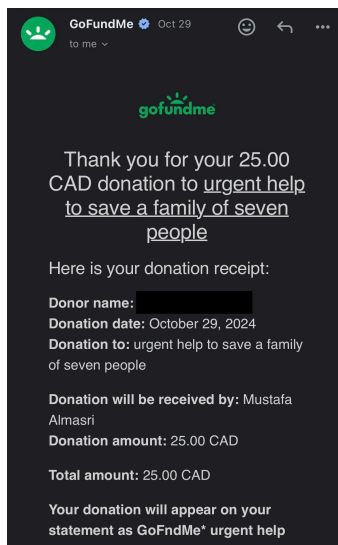 GoFundMe Oct 29
to me
gofundme
Thank you for your 25.00
CAD donation to urgent help
to save a family of seven
people
Here is your donation receipt:
Donor name:
Donation date: October 29, 2024
Donation to: urgent help to save a family
of seven people
Donation will be received by: Mustafa
Almasri
Donation amount: 25.00 CAD
Total amount: 25.00 CAD
Your donation will appear on your
statement as GoFndMe* urgent help